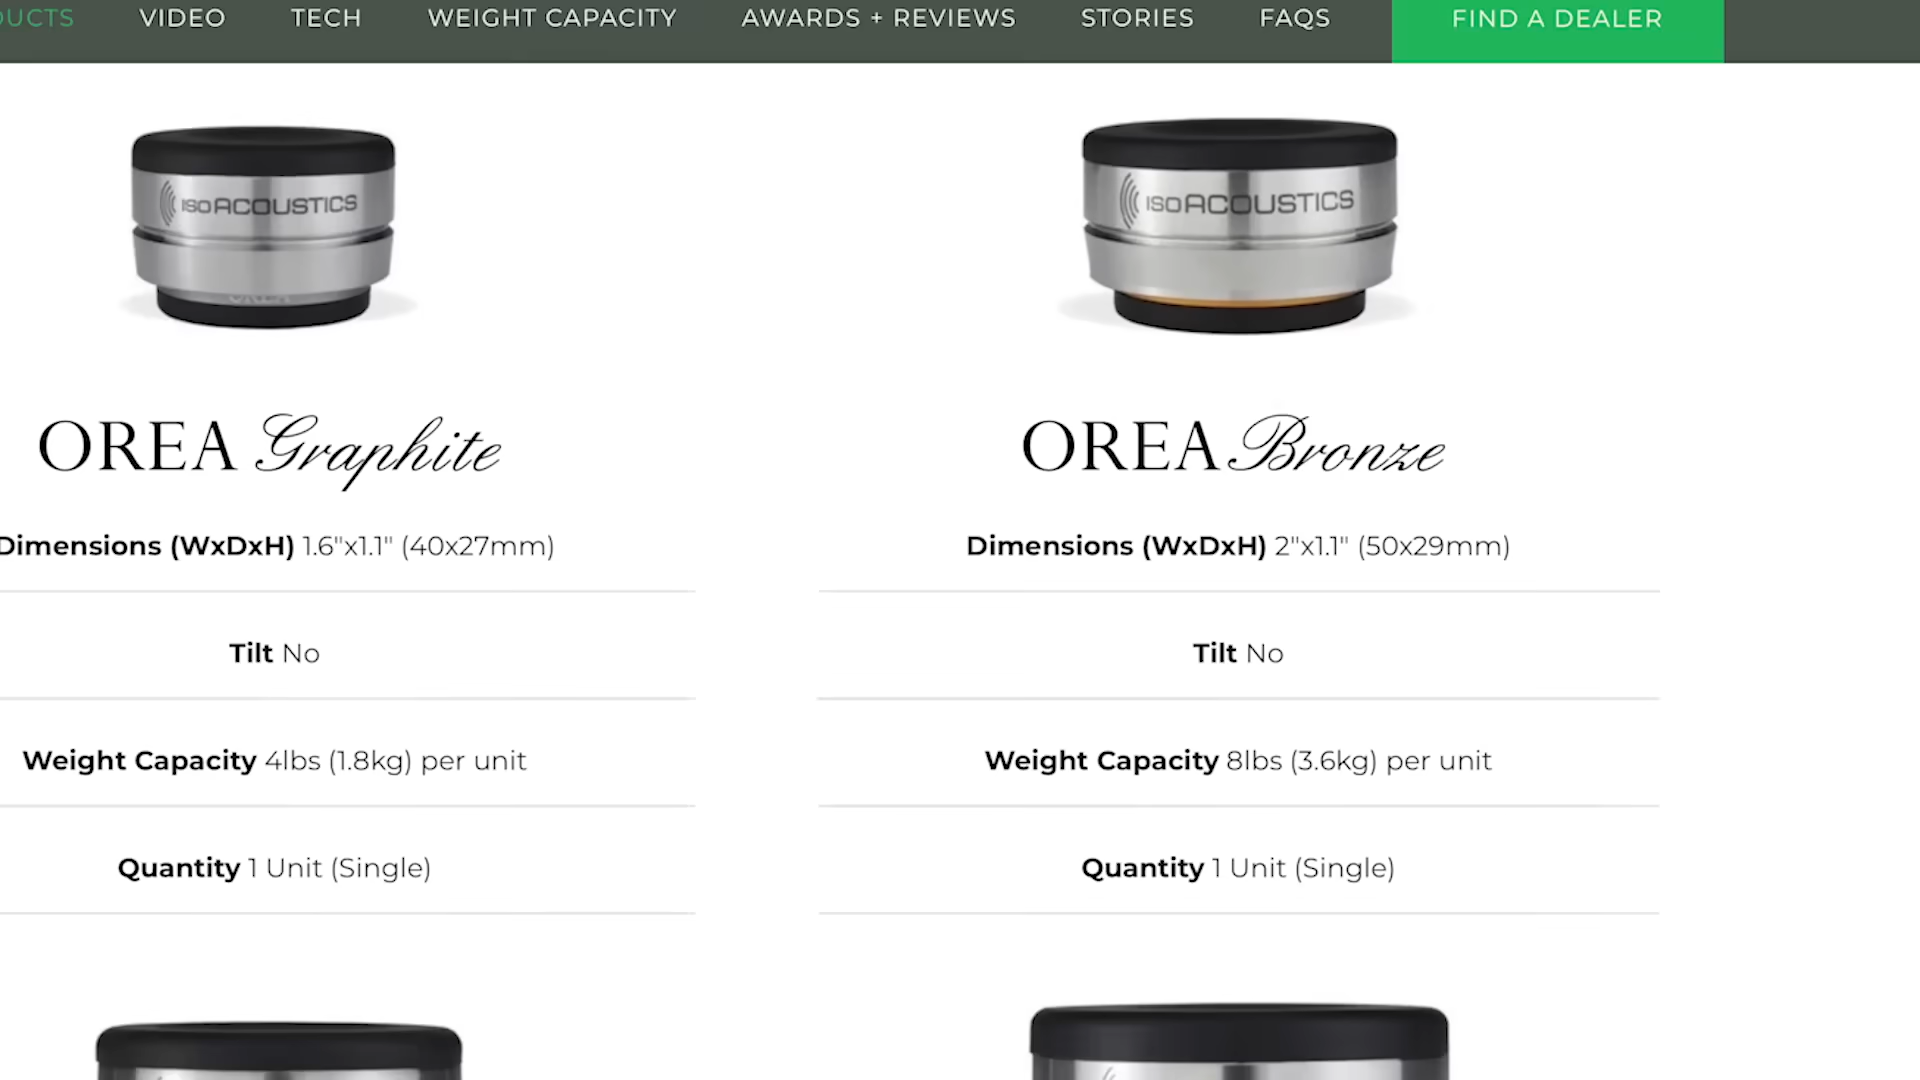 DUCTS VIDEO TECH WEIGHT CAPACITY AWARDS + REVIEWS STORIES FAQS FIND A DEALER
ISOACOUSTICS
ISOACOUSTICS
OREA Graphite
OREA Bronze
Dimensions (WxDxH) 1.6"x1.1" (40x27mm)
Dimensions (WxDxH) 2"x1.1" (50x29mm)
Tilt No
Tilt No
Weight Capacity 4lbs (1.8kg) per unit
Weight Capacity 8lbs (3.6kg) per unit
Quantity 1 Unit (Single)
Quantity 1 Unit (Single)